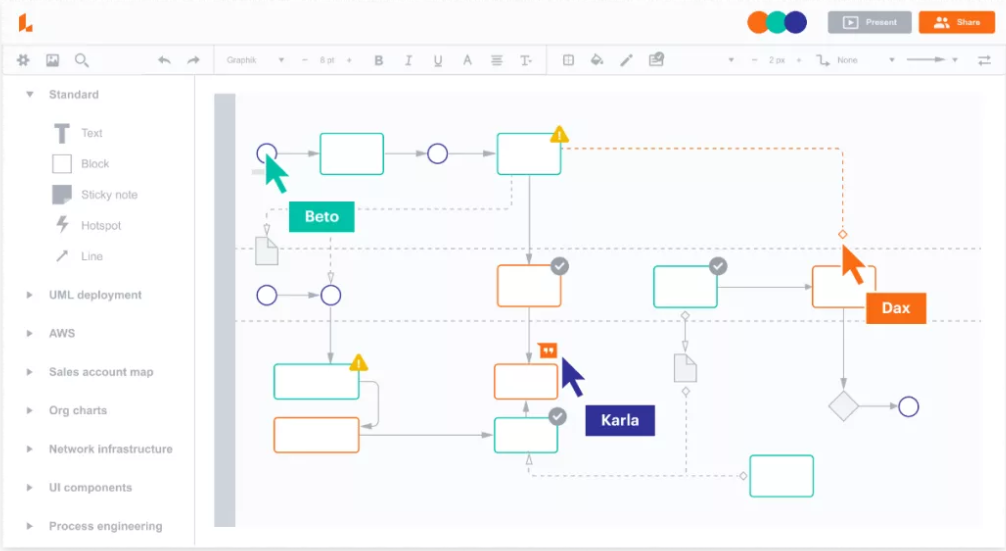 Present
Share
Graphik
6 pt
B
I
U
A
T
2 px
None
Standard
Text
Block
Sticky note
Hotspot
Line
UML deployment
AWS
Sales account map
Org charts
Network infrastructure
UI components
Process engineering
Beto
Dax
Karla